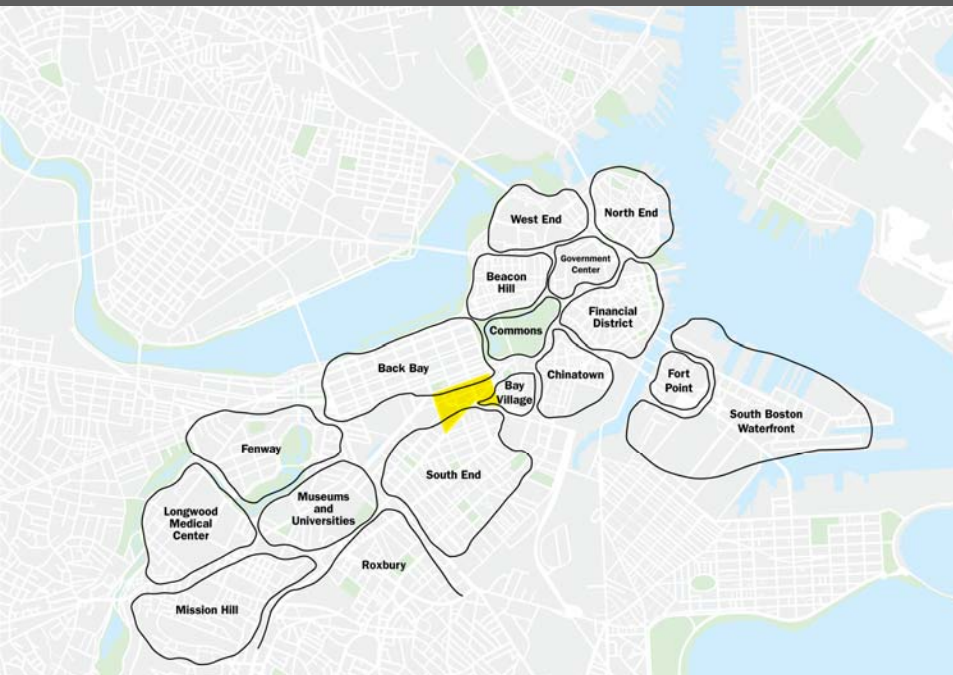 West End
North End
Government
Center
Beacon
Hill
Financial
District
Commons
Back Bay
Chinatown
Bay
Village
Fort
Point
South Boston
Waterfront
Fenway
South End
Museums
and
Universities
Longwood
Medical
Center
Roxbury
Mission Hill